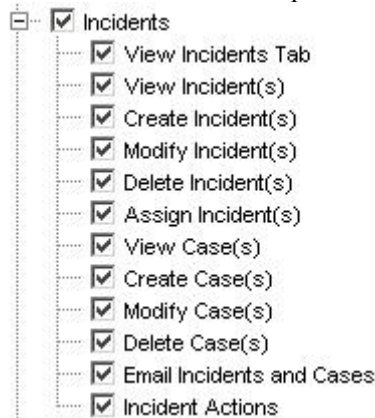 Incidents
View Incidents Tab
View Incident(s)
Create Incident(s)
Modify Incident(s)
Delete Incident(s)
Assign Incident(s)
View Case(s)
Create Case(s)
Modify Case(s)
Delete Case(s)
Email Incidents and Cases
Incident Actions